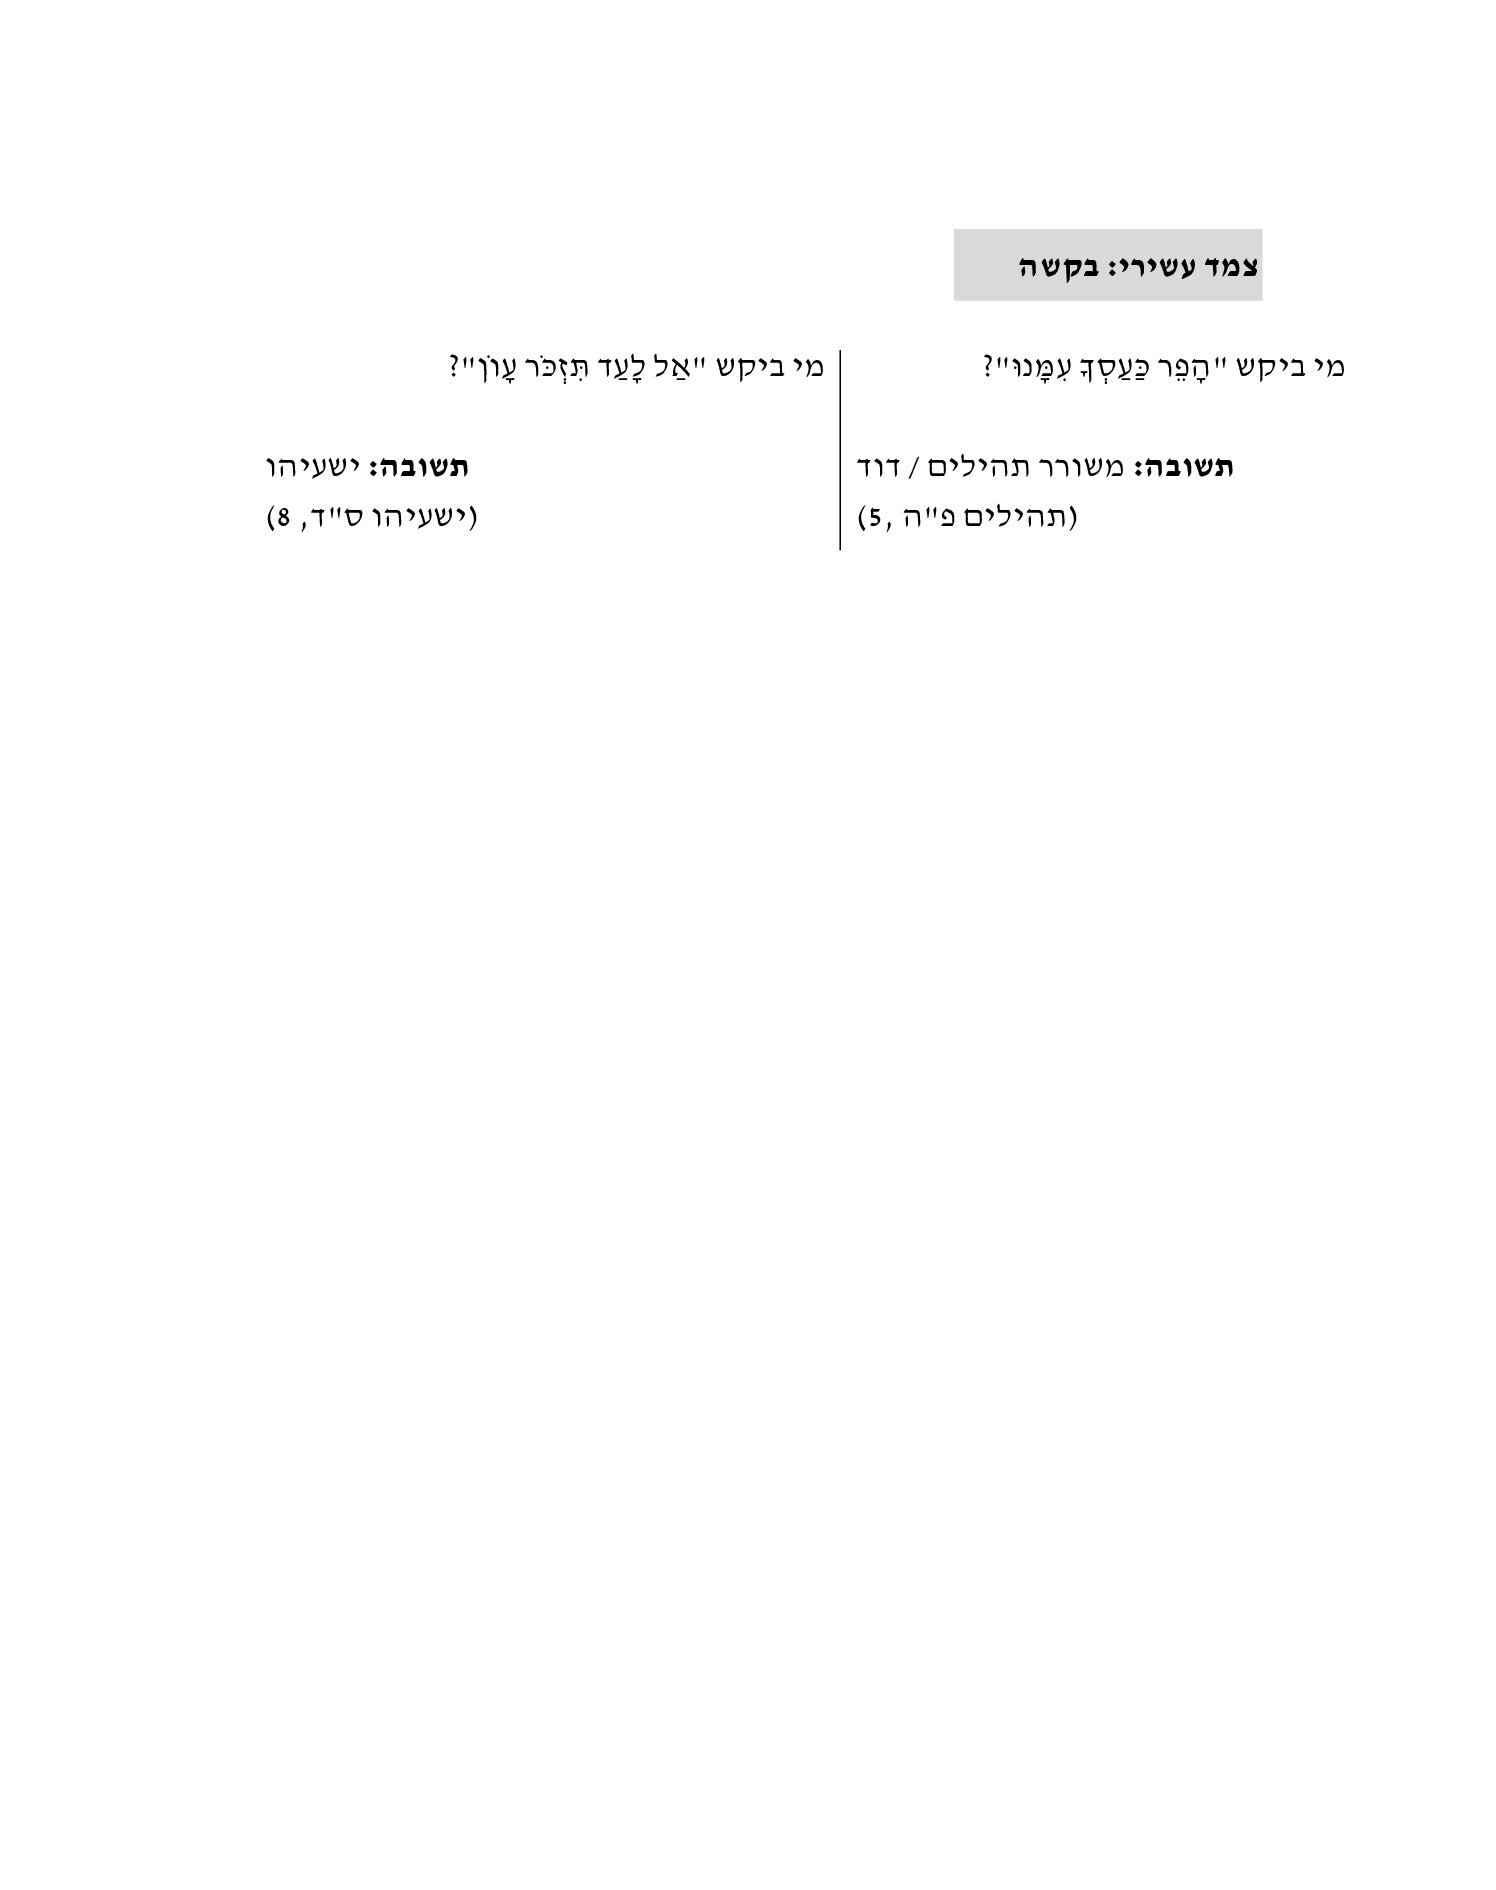 צמד עשירי: בקשה
מי ביקש "הָפֵר כַּעַסְךָ עִמָּנוּ"?
תשובה: משורר תהילים / דוד
(תהילים פ"ה ,5)
מי ביקש "אַל לָעַד תִּזְכֹּר עָוֹן"?
תשובה: ישעיהו
(ישעיהו ס"ד, 8)